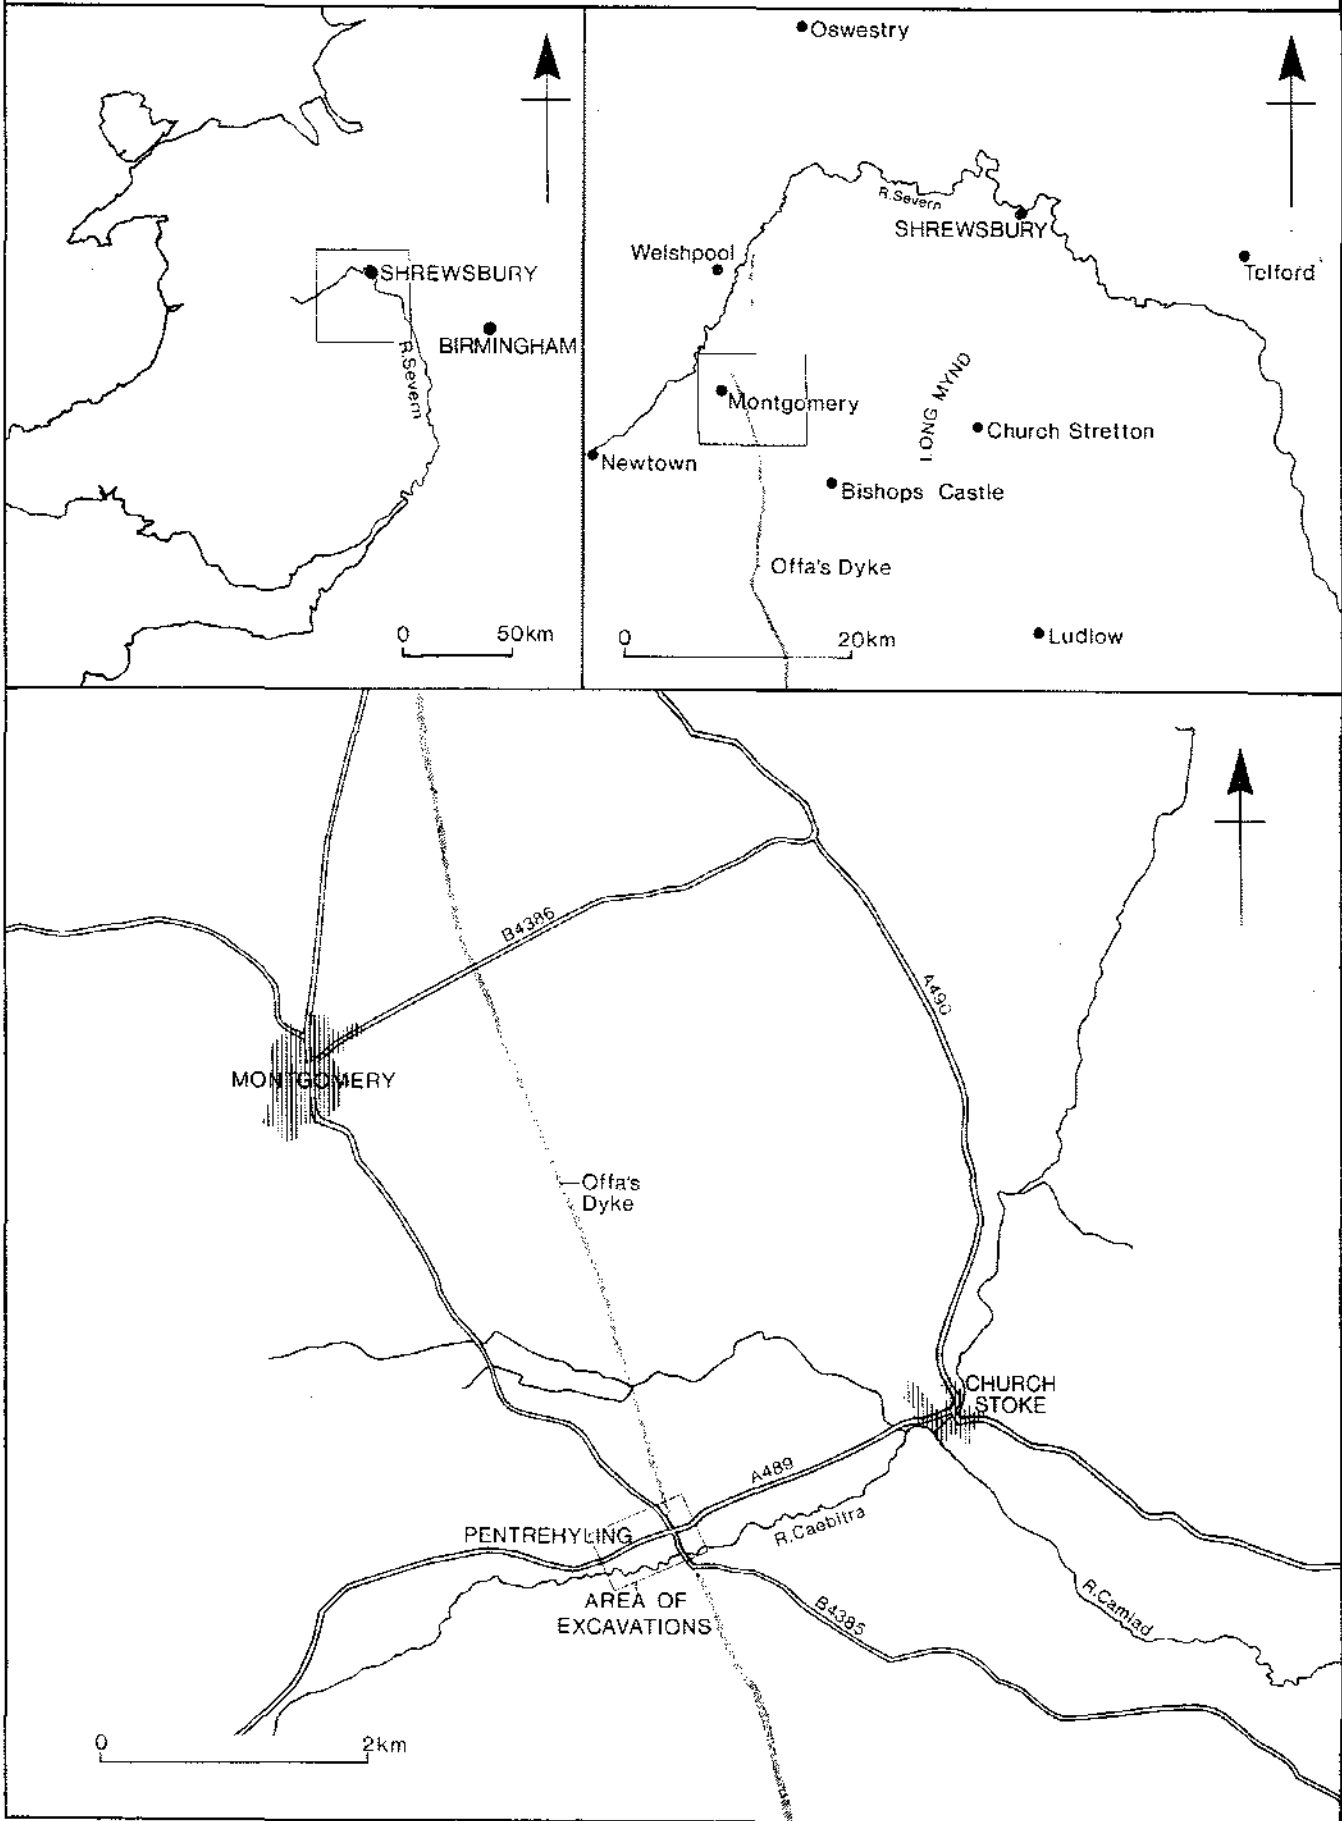 SHREWSBURY
BIRMINGHAM
R.Severn
0 50km
Oswestry
R.Severn
SHREWSBURY
Welshpool
Telford
Montgomery
LONG MYND
Church Stretton
Newtown
Bishops Castle
Offa's Dyke
0 20km
Ludlow
B4386
A490
MONTGOMERY
Offa's
Dyke
CHURCH
STOKE
A489
R.Caebitra
PENTREHYLING
AREA OF
EXCAVATIONS
B4385
R.Camlad
0 2km